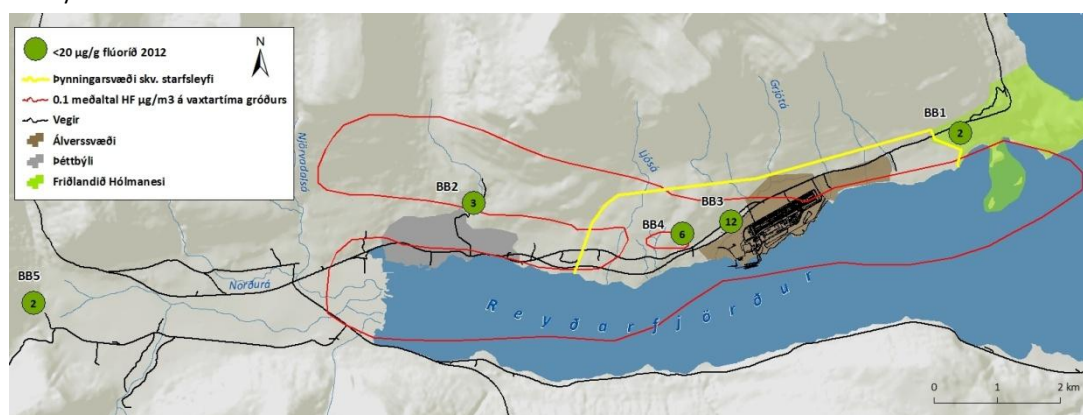 N
<20 µg/g flúoríð 2012
Þynningarsvæði skv. starfsleyfi
0.1 meðaltal HF µg/m3 á vaxtartíma gróðurs
Vegir
Álverssvæði
Þéttbýli
Friðlandið Hólmanesi
Njörvadalsá
Ljósá
Grjótá
BB1
2
BB2
3
BB3
12
BB4
6
BB5
2
Norðurá
Reyðarfjörður
0 1 2 km